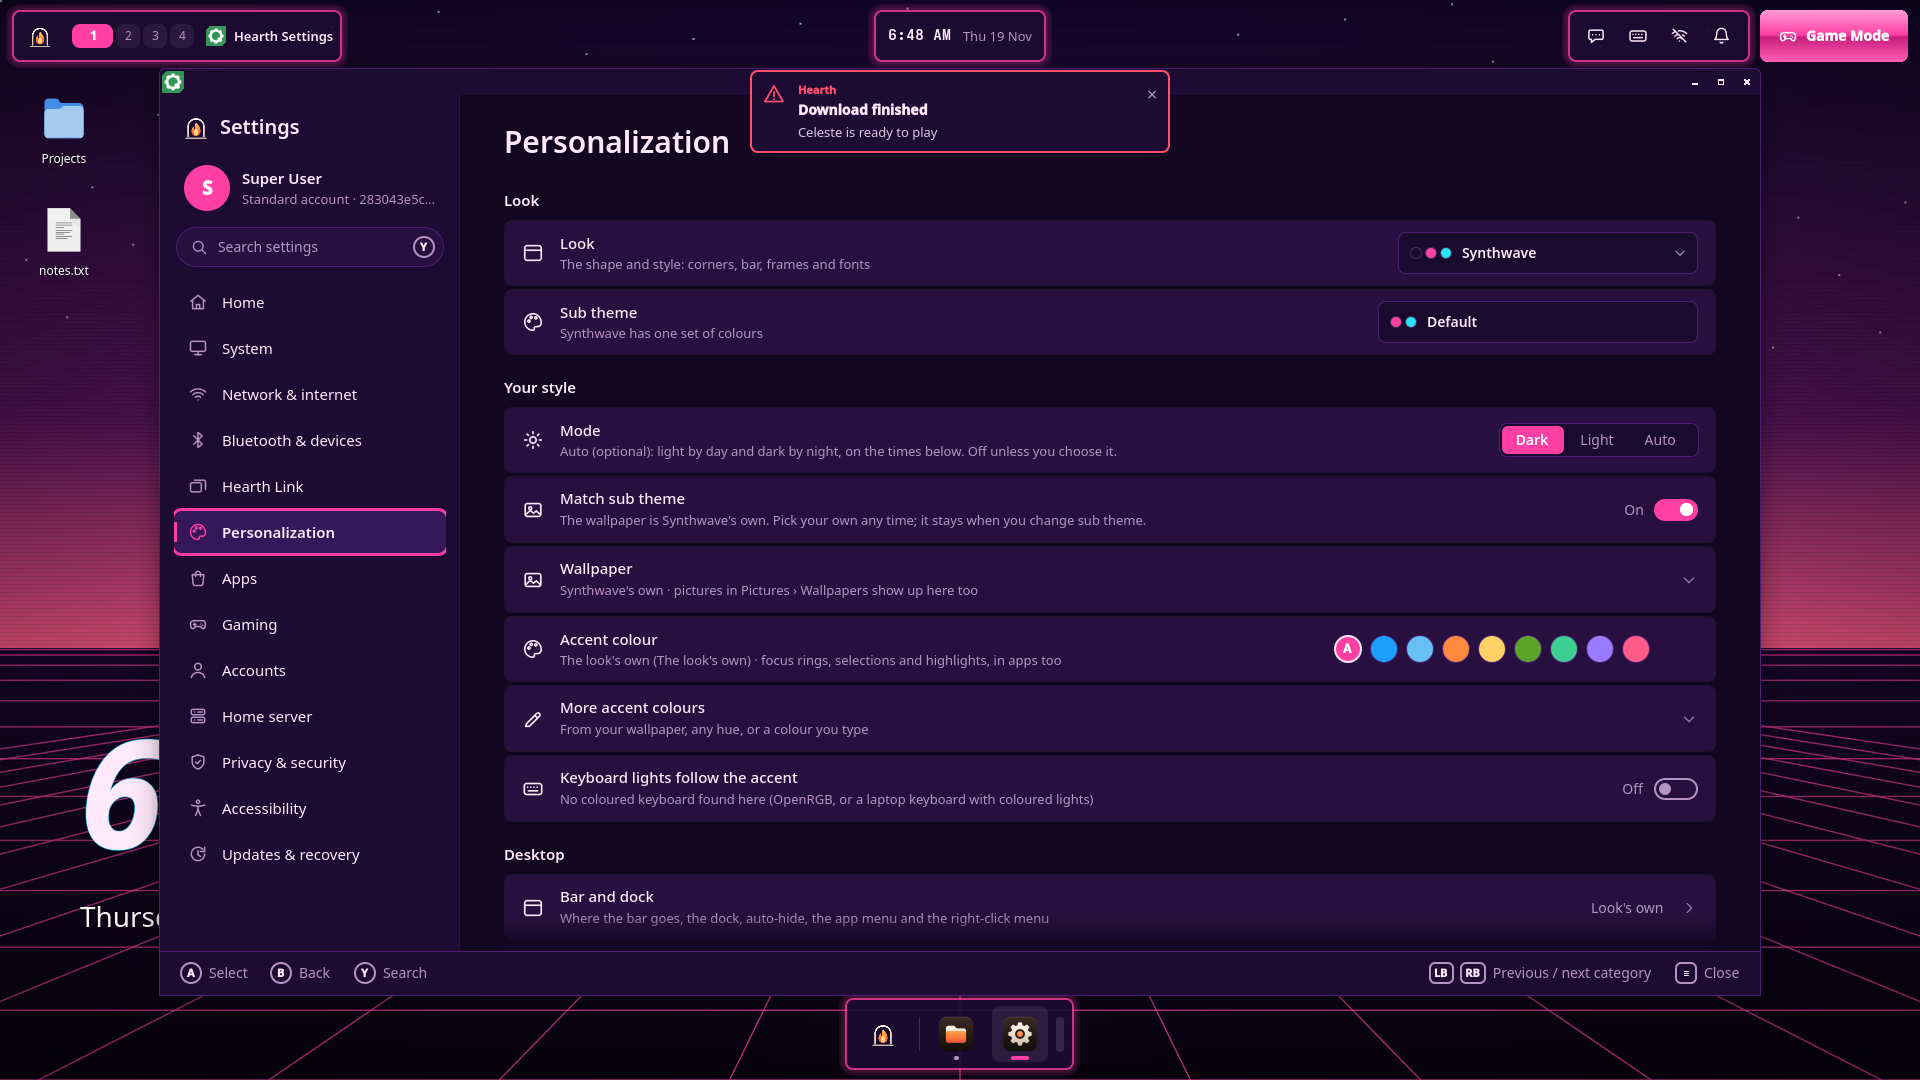 1 2 3 4 Hearth Settings
6:48 AM Thu 19 Nov
Game Mode
Projects
notes.txt
Hearth
Download finished
Celeste is ready to play
Settings
S
Super User
Standard account · 283043e5c...
Search settings Y
Home
System
Network & internet
Bluetooth & devices
Hearth Link
Personalization
Apps
Gaming
Accounts
Home server
Privacy & security
Accessibility
Updates & recovery
Personalization
Look
Look
The shape and style: corners, bar, frames and fonts
Synthwave
Sub theme
Synthwave has one set of colours
Default
Your style
Mode
Auto (optional): light by day and dark by night, on the times below. Off unless you choose it.
Dark Light Auto
Match sub theme
The wallpaper is Synthwave's own. Pick your own any time; it stays when you change sub theme.
On
Wallpaper
Synthwave's own · pictures in Pictures › Wallpapers show up here too
Accent colour
The look's own (The look's own) · focus rings, selections and highlights, in apps too
A
More accent colours
From your wallpaper, any hue, or a colour you type
Keyboard lights follow the accent
No coloured keyboard found here (OpenRGB, or a laptop keyboard with coloured lights)
Off
Desktop
Bar and dock
Where the bar goes, the dock, auto-hide, the app menu and the right-click menu
Look's own
6
Thurs
A Select B Back Y Search
LB RB Previous / next category Close